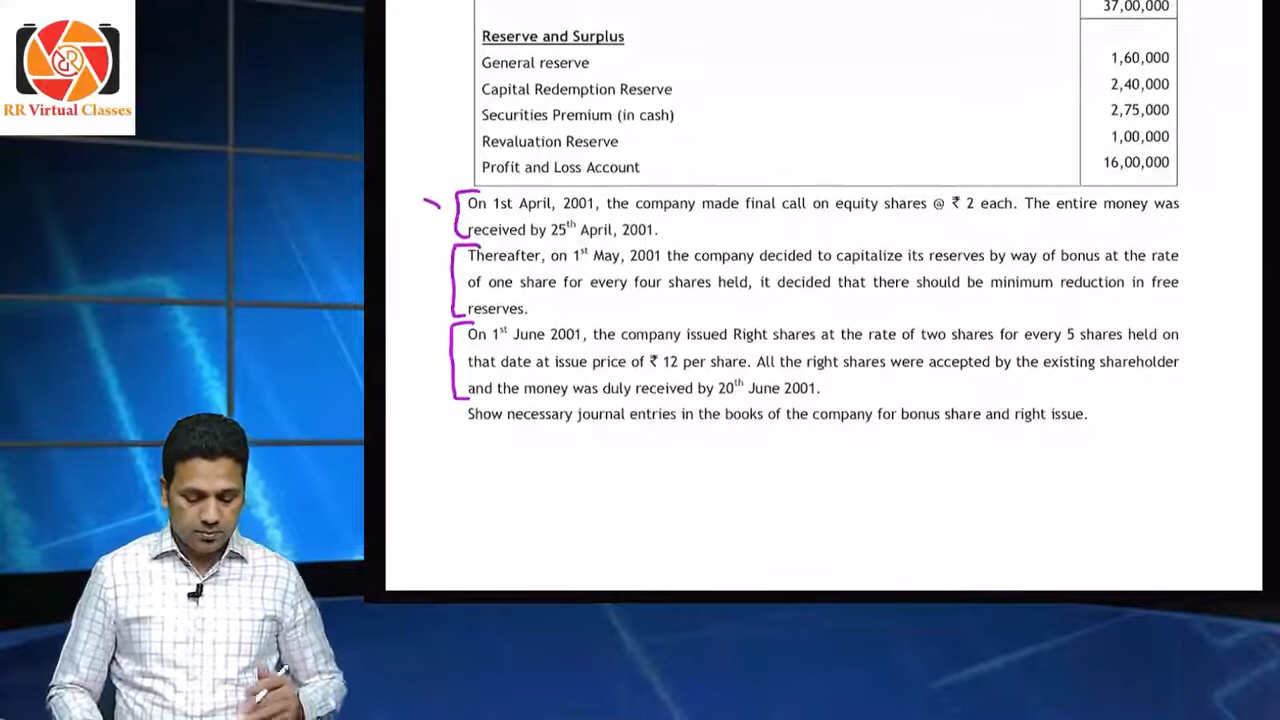 RR Virtual Classes
37,00,000
Reserve and Surplus
General reserve 1,60,000
Capital Redemption Reserve 2,40,000
Securities Premium (in cash) 2,75,000
Revaluation Reserve 1,00,000
Profit and Loss Account 16,00,000
On 1st April, 2001, the company made final call on equity shares @ ₹ 2 each. The entire money was
received by 25th April, 2001.
Thereafter, on 1st May, 2001 the company decided to capitalize its reserves by way of bonus at the rate
of one share for every four shares held, it decided that there should be minimum reduction in free
reserves.
On 1st June 2001, the company issued Right shares at the rate of two shares for every 5 shares held on
that date at issue price of ₹ 12 per share. All the right shares were accepted by the existing shareholder
and the money was duly received by 20th June 2001.
Show necessary journal entries in the books of the company for bonus share and right issue.